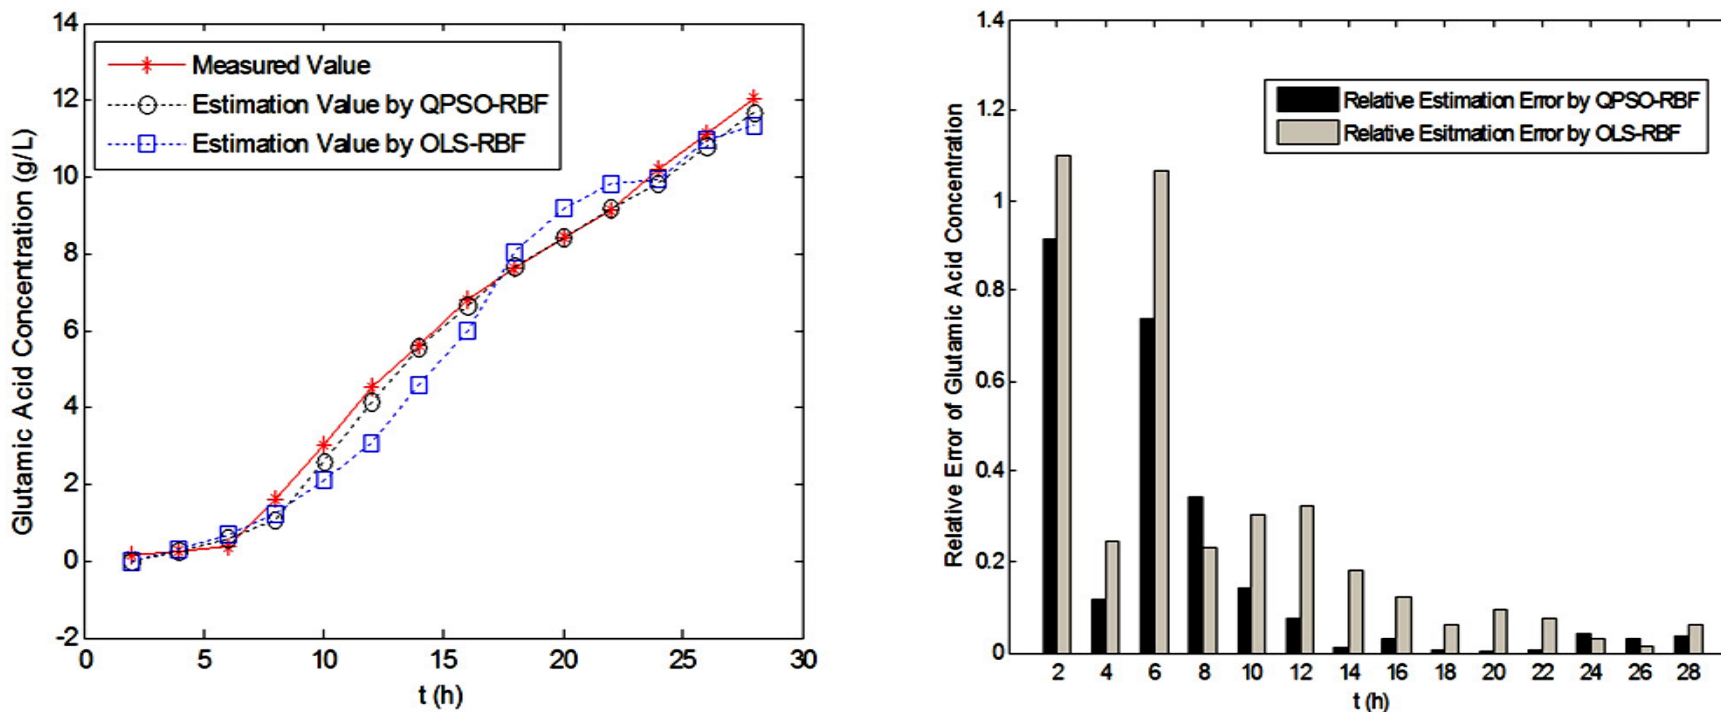 14
12
10
8
6
4
2
0
-2
Glutamic Acid Concentration (g/L)
Measured Value
Estimation Value by QPSO-RBF
Estimation Value by OLS-RBF
0 5 10 15 20 25 30
t (h)
1.4
1.2
1
0.8
0.6
0.4
0.2
0
Relative Error of Glutamic Acid Concentration
Relative Estimation Error by QPSO-RBF
Relative Esitmation Error by OLS-RBF
2 4 6 8 10 12 14 16 18 20 22 24 26 28
t (h)